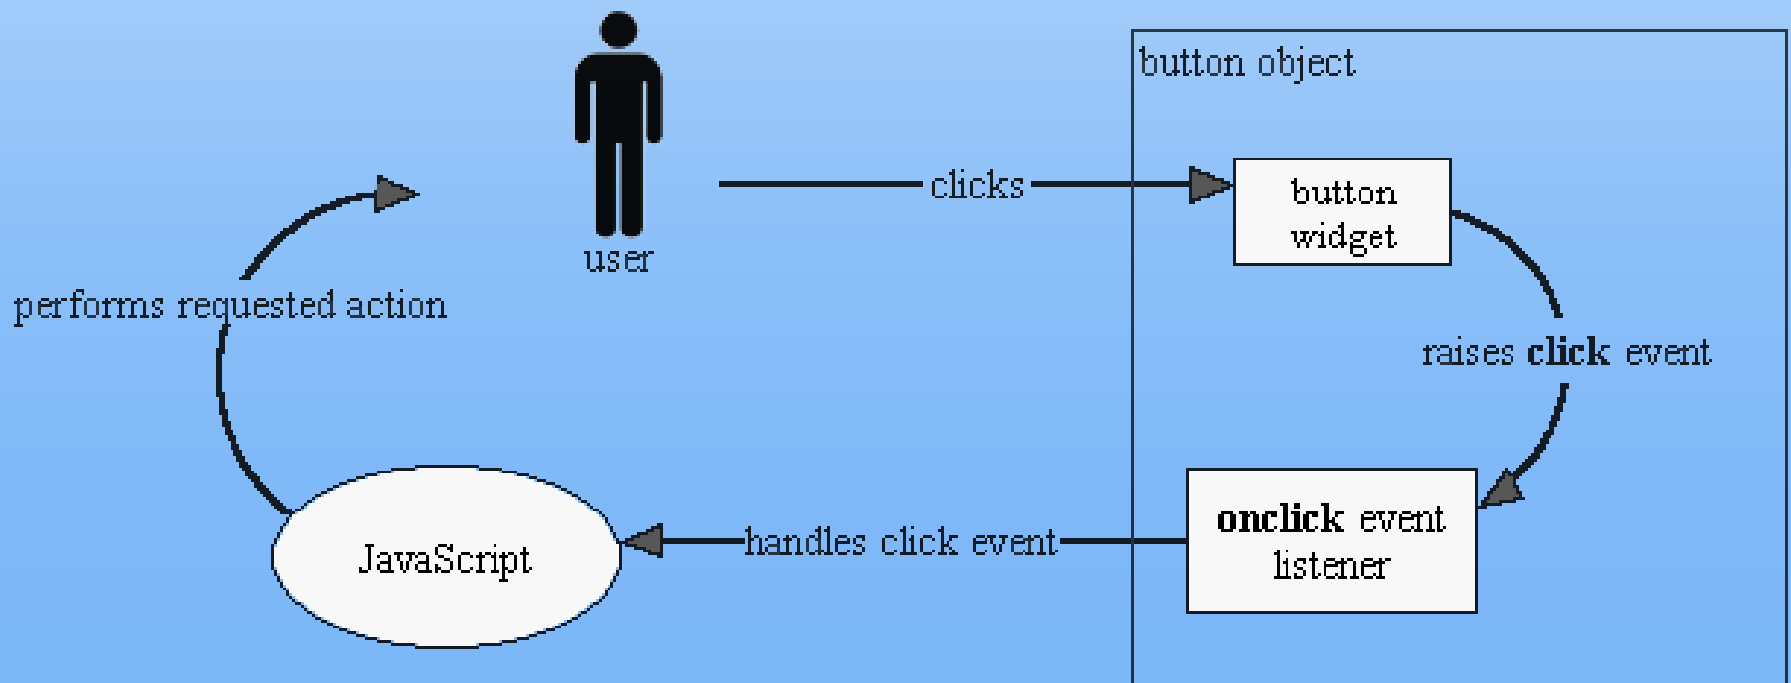 button object
clicks
button
widget
user
performs requested action
raises click event
onclick event
listener
handles click event
JavaScript